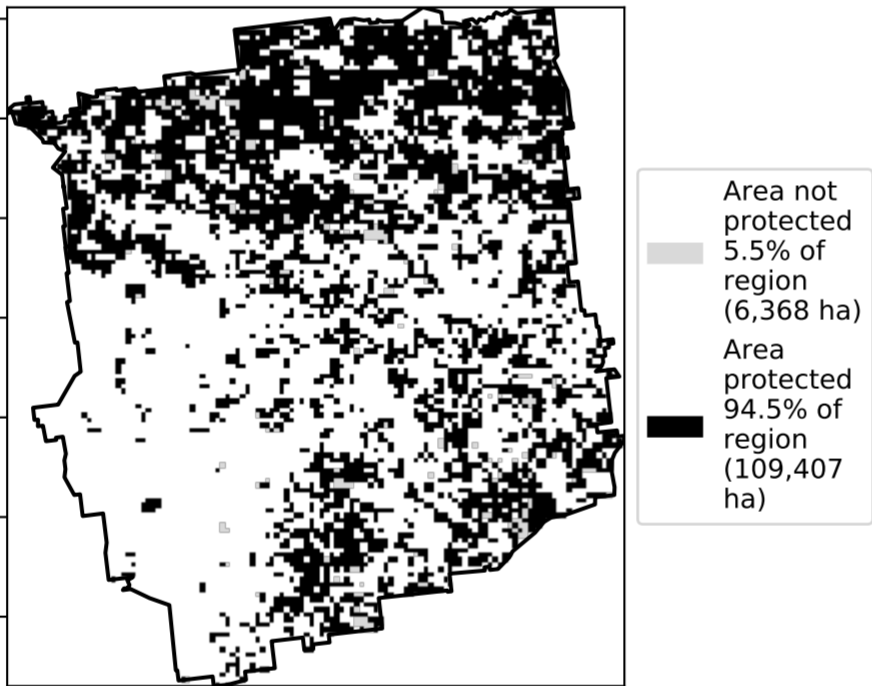 Area not
protected
5.5% of
region
(6,368 ha)
Area
protected
94.5% of
region
(109,407
ha)